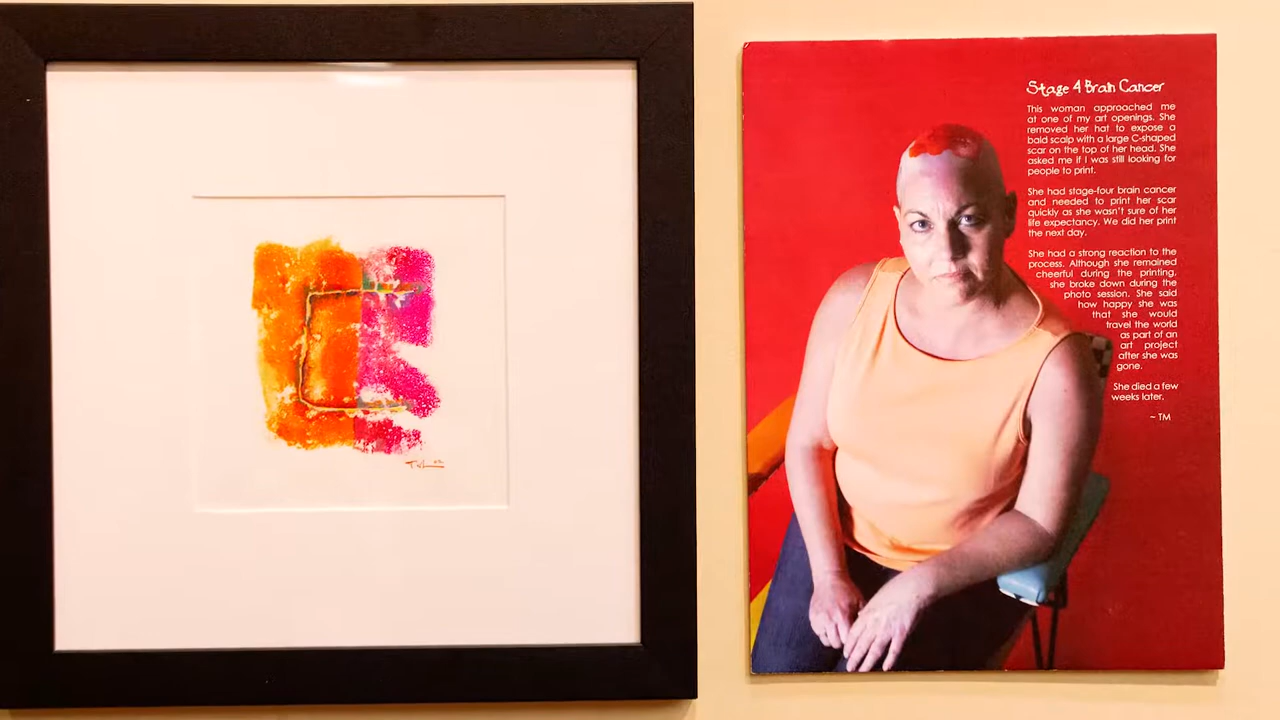 Stage 4 Brain Cancer
This woman approached me
at one of my art openings. She
removed her hat to expose a
bald scalp with a large C-shaped
scar on the top of her head. She
asked me if I was still looking for
people to print.
She had stage-four brain cancer
and needed to print her scar
quickly as she wasn't sure of her
life expectancy. We did her print
the next day.
She had a strong reaction to the
process. Although she remained
cheerful during the printing,
she broke down during the
photo session. She said
how happy she was
that she would
travel the world
as part of an
art project
after she was
gone.
She died a few
weeks later.
~ TM